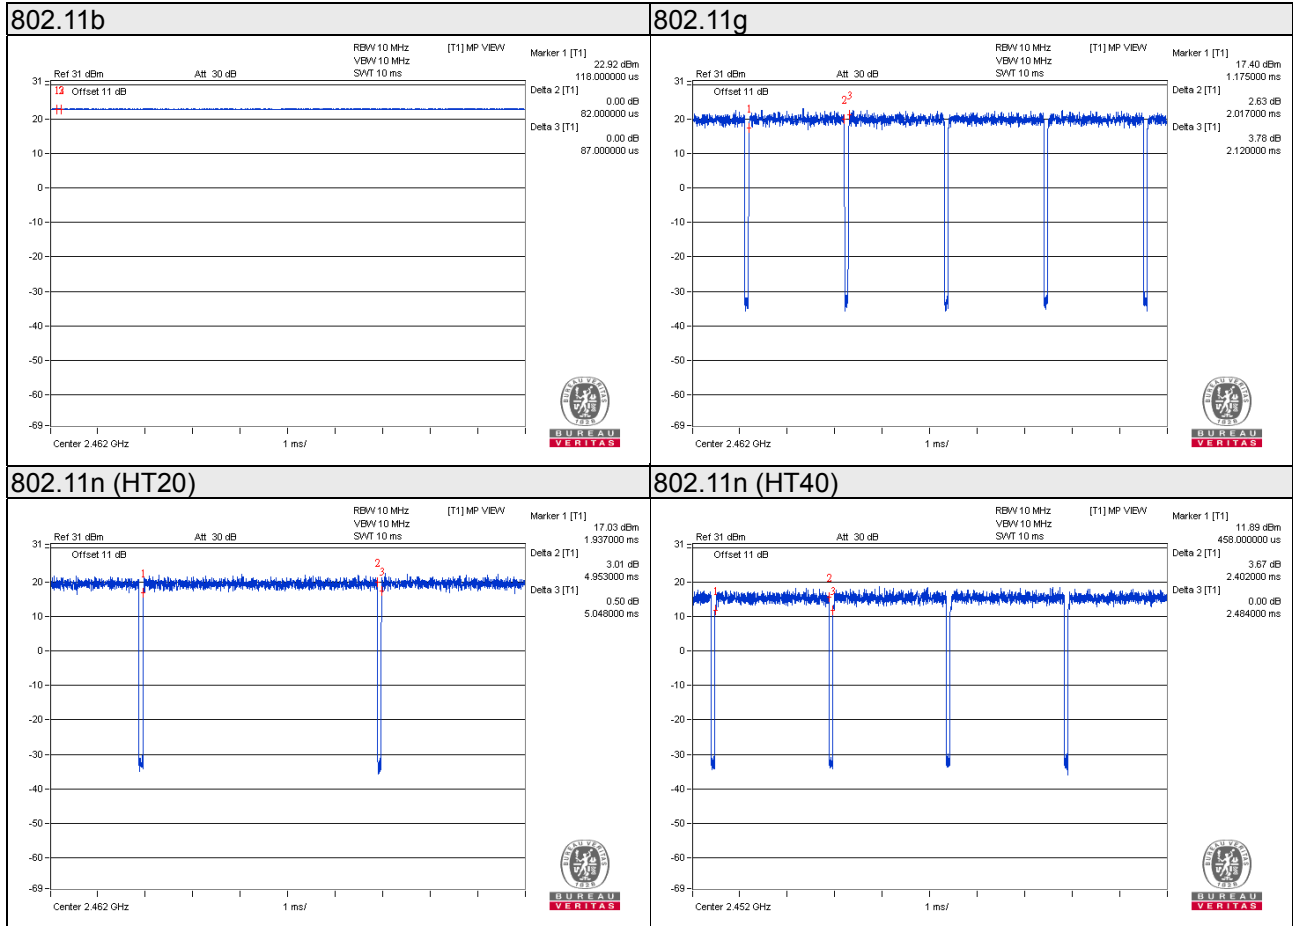 802.11b
RBW 10 MHz [T1] MP VIEW
VBW 10 MHz
Ref 31 dBm Att 30 dB SWT 10 ms
Marker 1 [T1]
22.92 dBm
118.000000 us
Delta 2 [T1]
0.00 dB
82.000000 us
Delta 3 [T1]
0.00 dB
87.000000 us
31
Offset 11 dB
20
10
0
-10
-20
-30
-40
-50
-60
-69
Center 2.462 GHz 1 ms/
BUREAU
VERITAS
802.11g
RBW 10 MHz [T1] MP VIEW
VBW 10 MHz
Ref 31 dBm Att 30 dB SWT 10 ms
Marker 1 [T1]
17.40 dBm
1.175000 ms
Delta 2 [T1]
2.63 dB
2.017000 ms
Delta 3 [T1]
3.78 dB
2.120000 ms
31
Offset 11 dB
1
2
3
20
10
0
-10
-20
-30
-40
-50
-60
-69
Center 2.462 GHz 1 ms/
BUREAU
VERITAS
802.11n (HT20)
RBW 10 MHz [T1] MP VIEW
VBW 10 MHz
Ref 31 dBm Att 30 dB SWT 10 ms
Marker 1 [T1]
17.03 dBm
1.937000 ms
Delta 2 [T1]
3.01 dB
4.953000 ms
Delta 3 [T1]
0.50 dB
5.048000 ms
31
Offset 11 dB
1
2
3
20
10
0
-10
-20
-30
-40
-50
-60
-69
Center 2.462 GHz 1 ms/
BUREAU
VERITAS
802.11n (HT40)
RBW 10 MHz [T1] MP VIEW
VBW 10 MHz
Ref 31 dBm Att 30 dB SWT 10 ms
Marker 1 [T1]
11.89 dBm
458.000000 us
Delta 2 [T1]
3.67 dB
2.402000 ms
Delta 3 [T1]
0.00 dB
2.484000 ms
31
Offset 11 dB
1
2
3
20
10
0
-10
-20
-30
-40
-50
-60
-69
Center 2.452 GHz 1 ms/
BUREAU
VERITAS